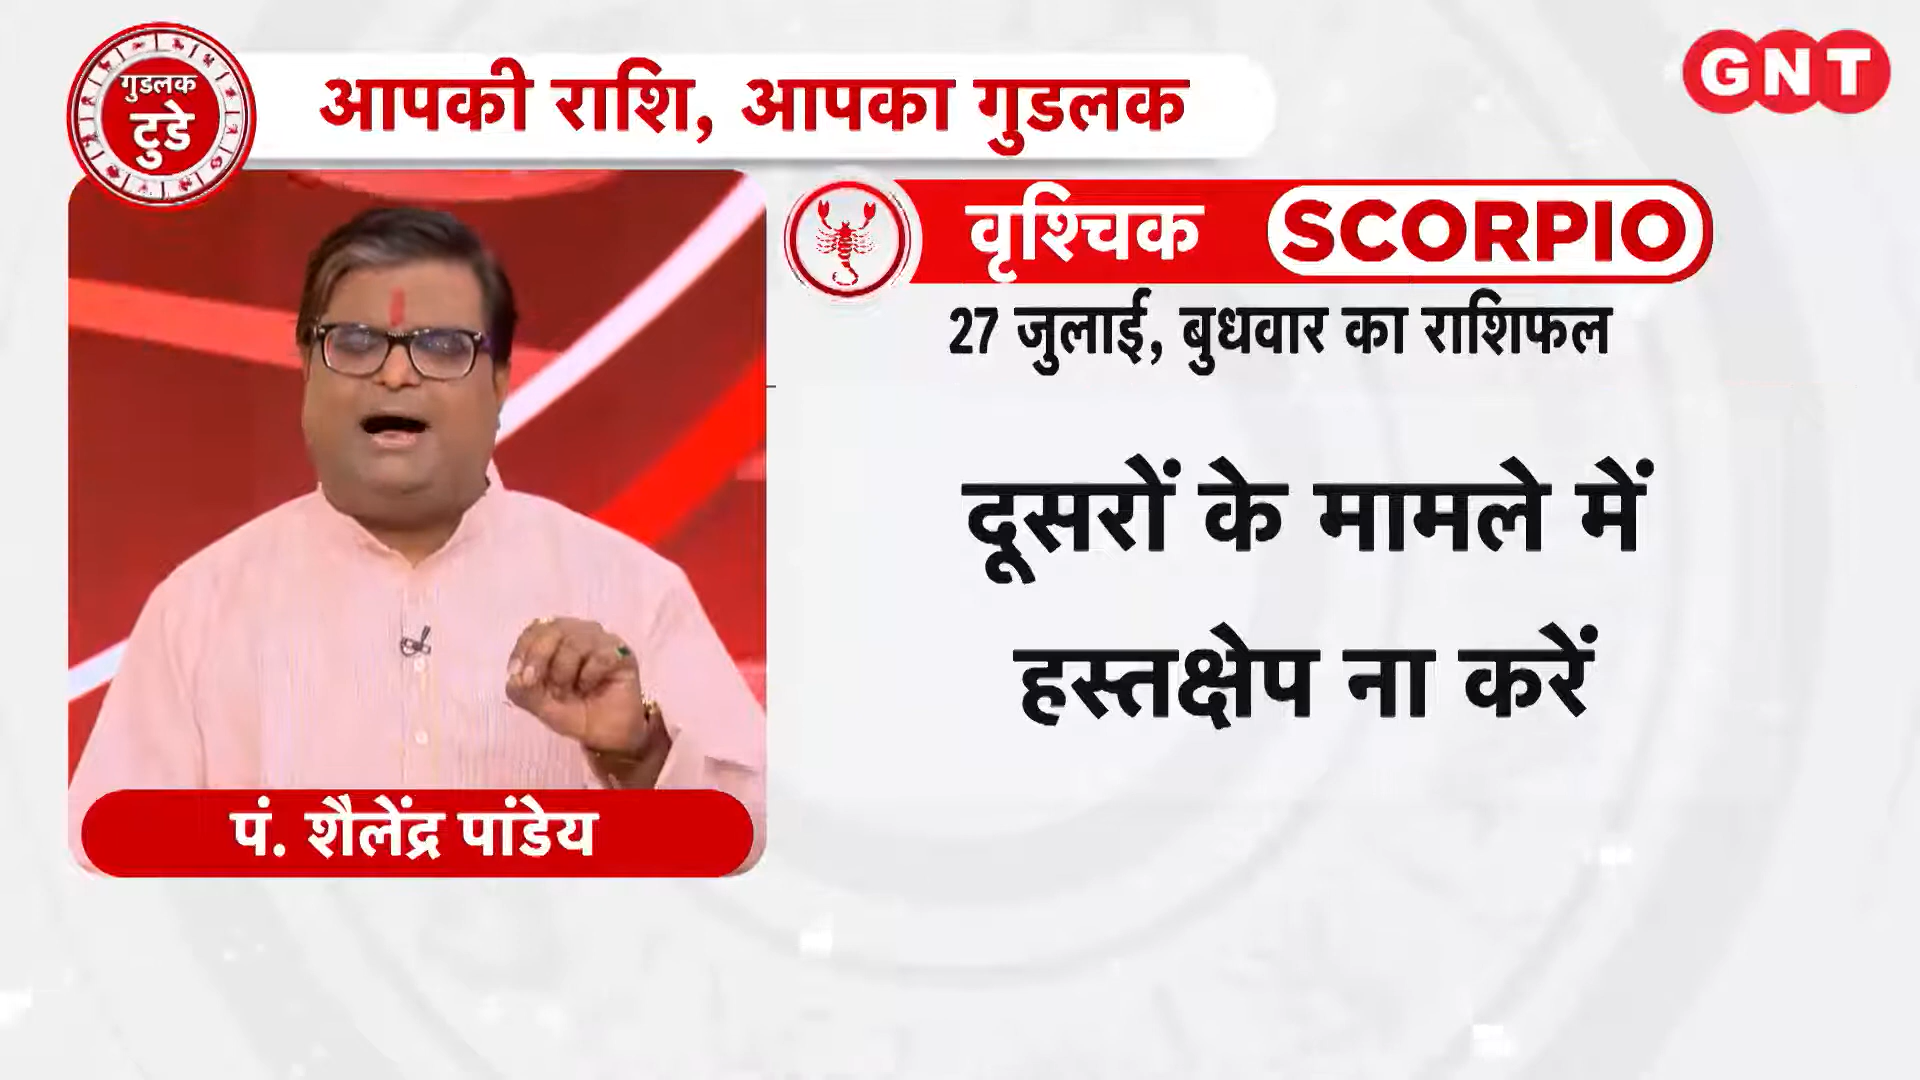 गुडलक
टुडे
आपकी राशि, आपका गुडलक
GNT
वृश्चिक SCORPIO
27 जुलाई, बुधवार का राशिफल
दूसरों के मामले में
हस्तक्षेप ना करें
पं. शैलेंद्र पांडेय